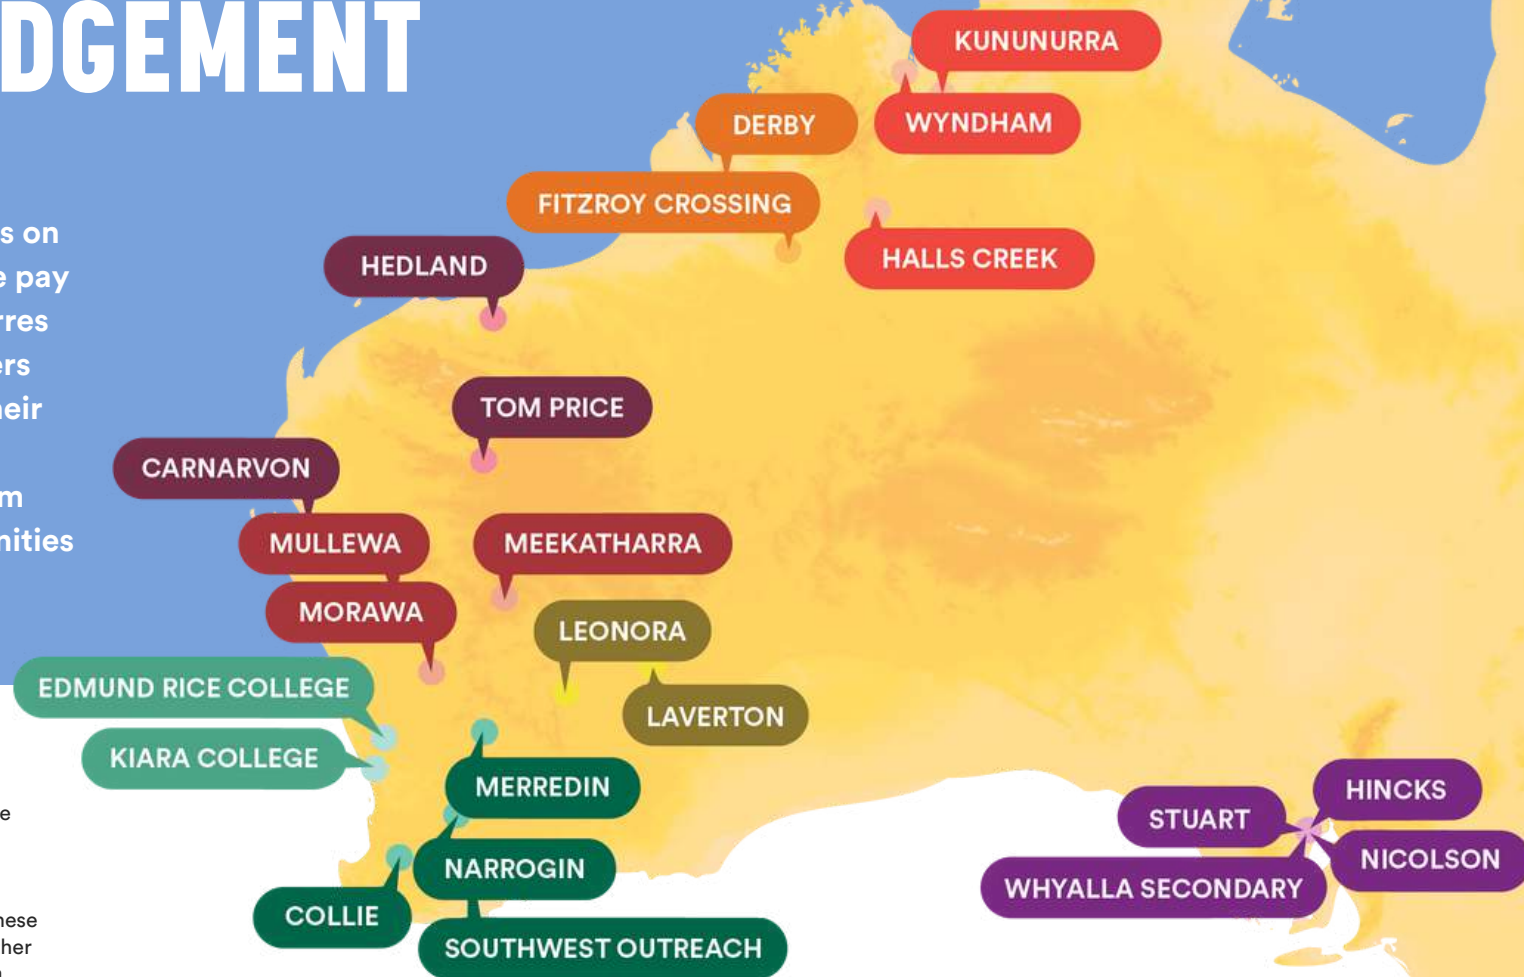 DGEMENT
s on
e pay
rres
ers
heir
m
nities
e
hese
her
KUNUNURRA
DERBY
WYNDHAM
FITZROY CROSSING
HALLS CREEK
HEDLAND
TOM PRICE
CARNARVON
MULLEWA
MEEKATHARRA
MORAWA
LEONORA
EDMUND RICE COLLEGE
LAVERTON
KIARA COLLEGE
MERREDIN
HINCKS
STUART
NICOLSON
NARROGIN
WHYALLA SECONDARY
COLLIE
SOUTHWEST OUTREACH